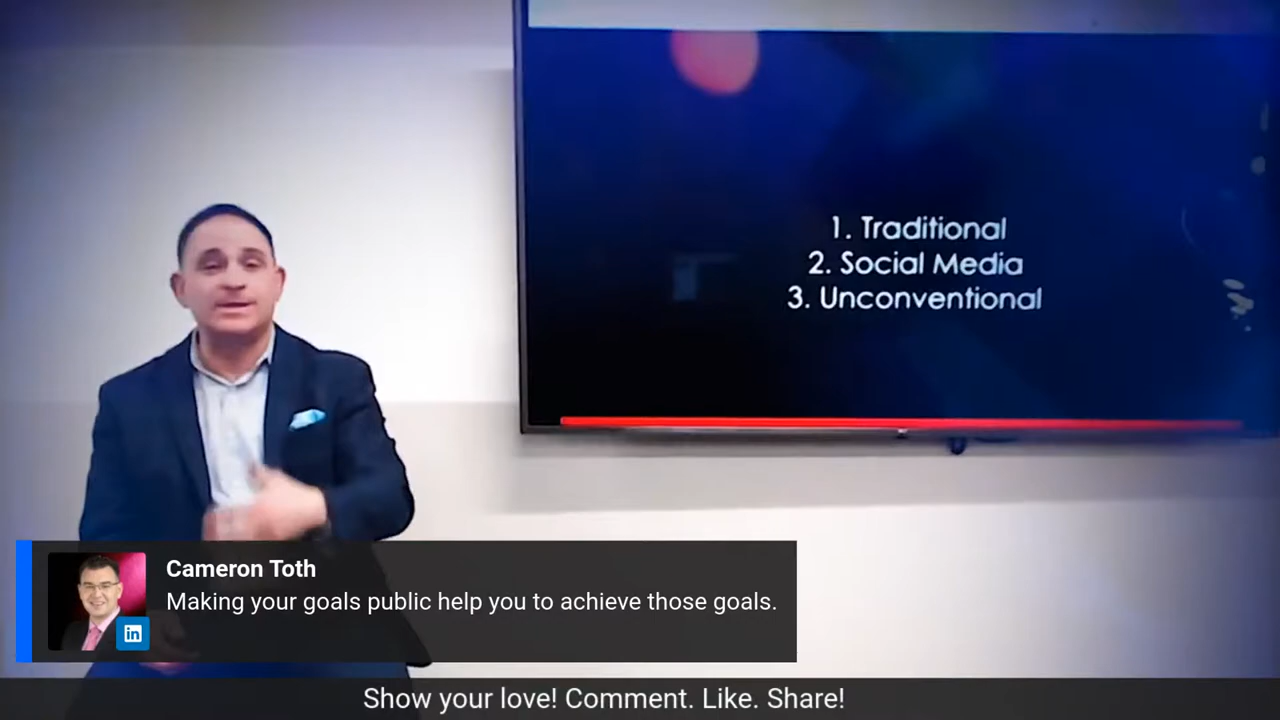 1. Traditional
2. Social Media
3. Unconventional
Cameron Toth
Making your goals public help you to achieve those goals.
in
Show your love! Comment. Like. Share!